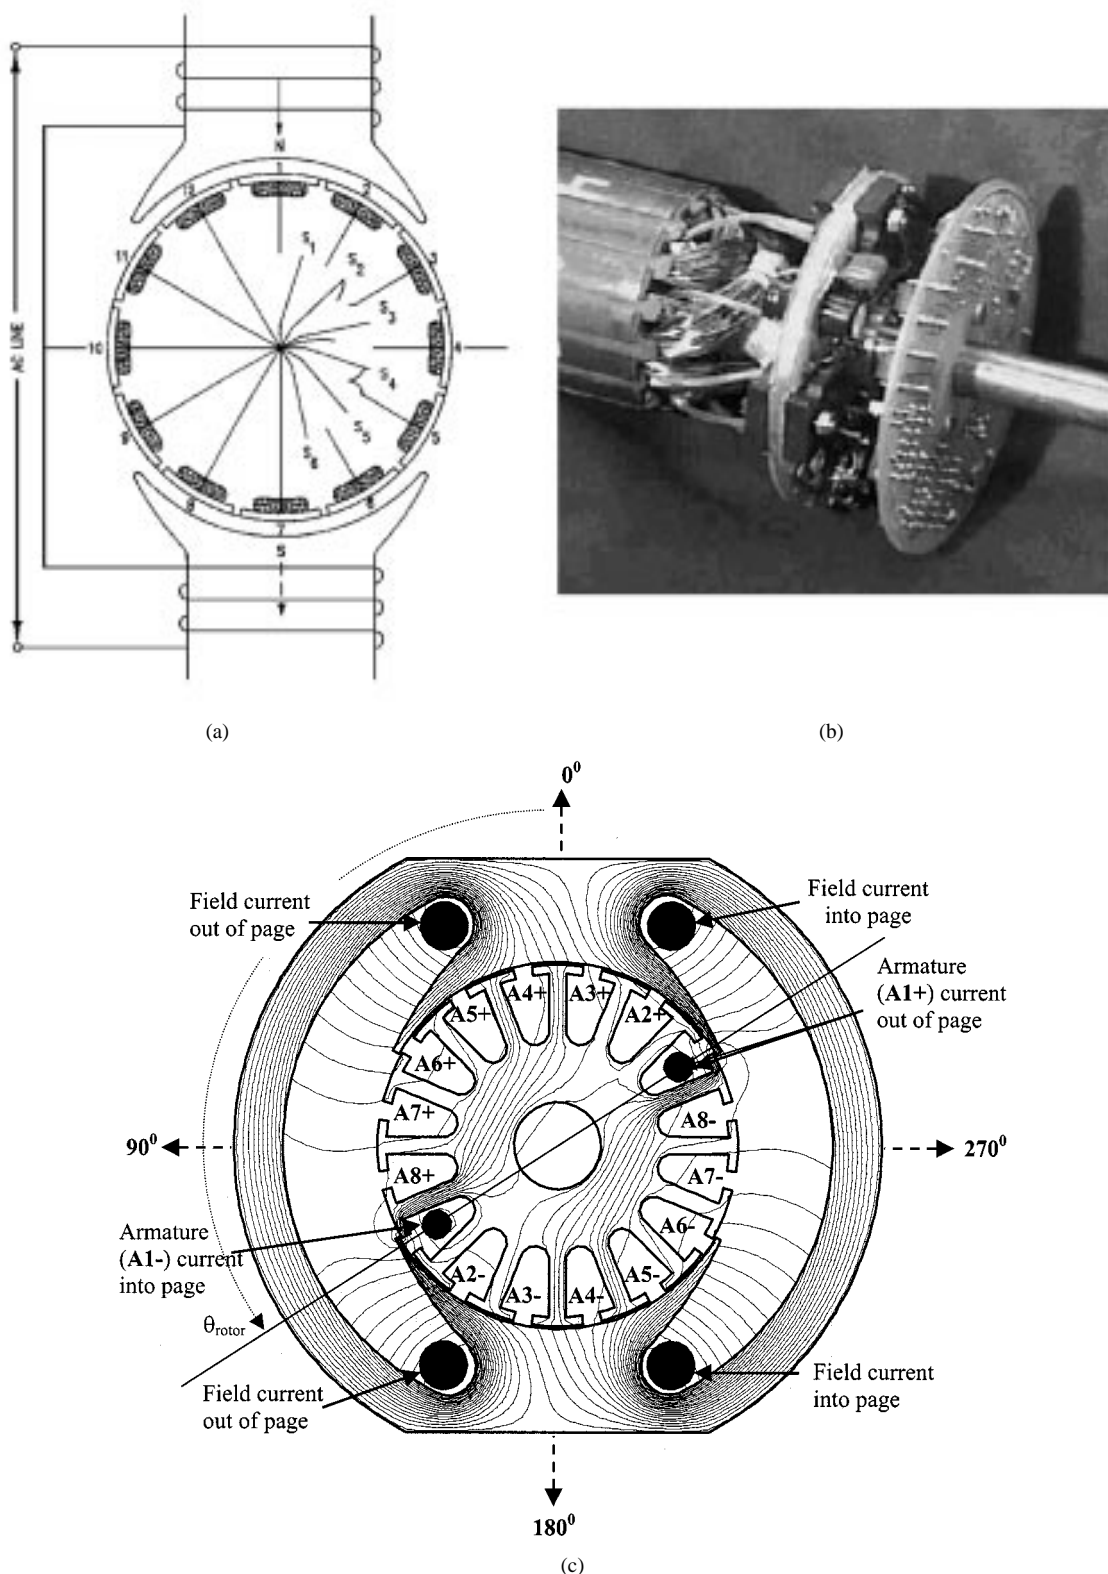 AC LINE
N
1
2
3
4
5
6
7
8
9
10
11
12
S1
S2
S3
S4
S5
S6
S
(a)
(b)
0⁰
Field current
out of page
Field current
into page
Armature
(A1+) current
out of page
A4+
A3+
A5+
A2+
A6+
A7+
A8-
90⁰
270⁰
A8+
A7-
A6-
Armature
(A1-) current
into page
A2-
A3-
A4-
A5-
θrotor
Field current
out of page
Field current
into page
180⁰
(c)